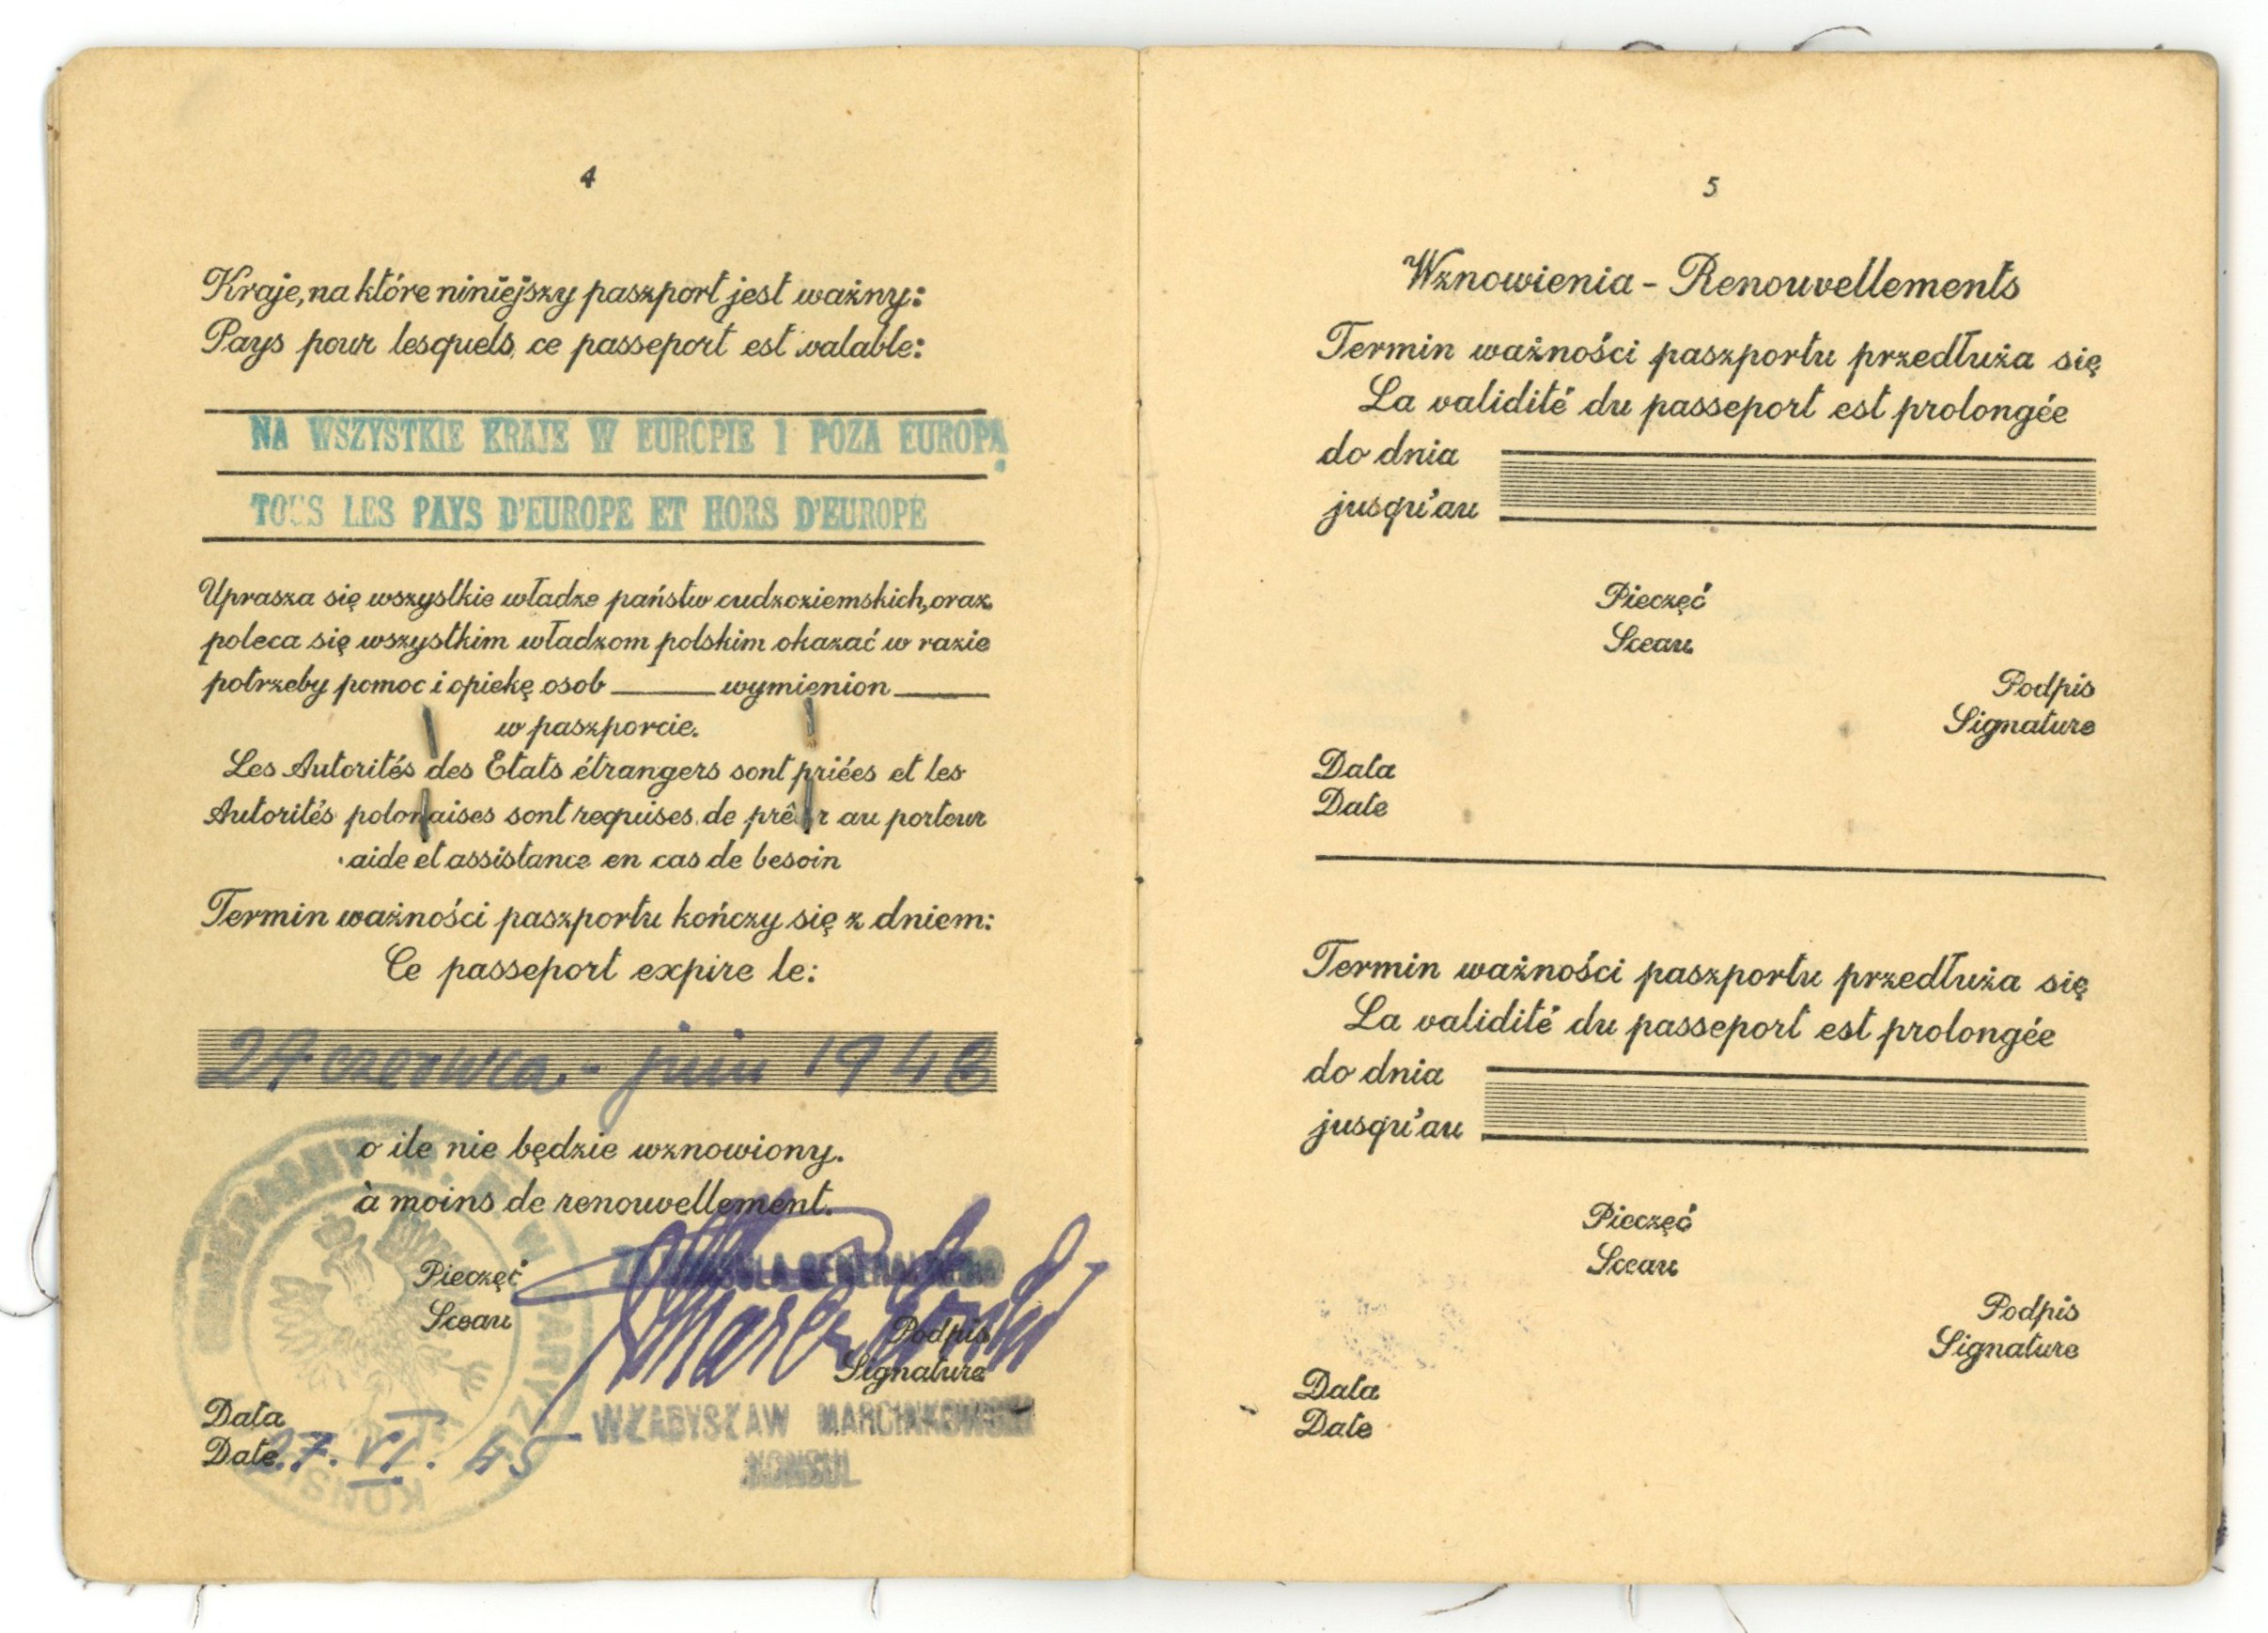 4
Kraje, na które niniejszy paszport jest ważny:
Pays pour lesquels ce passeport est valable:
NA WSZYSTKIE KRAJE W EUROPIE I POZA EUROPĄ
TOUS LES PAYS D'EUROPE ET HORS D'EUROPE
Uprasza się wszystkie władze państw cudzoziemskich, oraz
poleca się wszystkim władzom polskim okazać w razie
potrzeby pomoc i opiekę osob______wymienion______
w paszporcie.
Les Autorités des Etats étrangers sont priées et les
Autorités polonaises sont requises de prêter au porteur
aide et assistance en cas de besoin
Termin ważności paszportu kończy się z dniem:
Ce passeport expire le:
czerwca - juin 194
o ile nie będzie wznowiony.
à moins de renouvellement.
KONSULA GENERALNEGO
Pieczęć
Sceau
Podpis
Signature
WŁADYSŁAW MARCINKOWSKI
KONSUL
Data
Date 27. VI. 45
GENERALNY R. P. W PARYŻU
KONSULAT
5
Wznowienia - Renouvellements
Termin ważności paszportu przedłuża się
La validité du passeport est prolongée
do dnia
jusqu'au
Pieczęć
Sceau
Podpis
Signature
Data
Date
Termin ważności paszportu przedłuża się
La validité du passeport est prolongée
do dnia
jusqu'au
Pieczęć
Sceau
Podpis
Signature
Data
Date